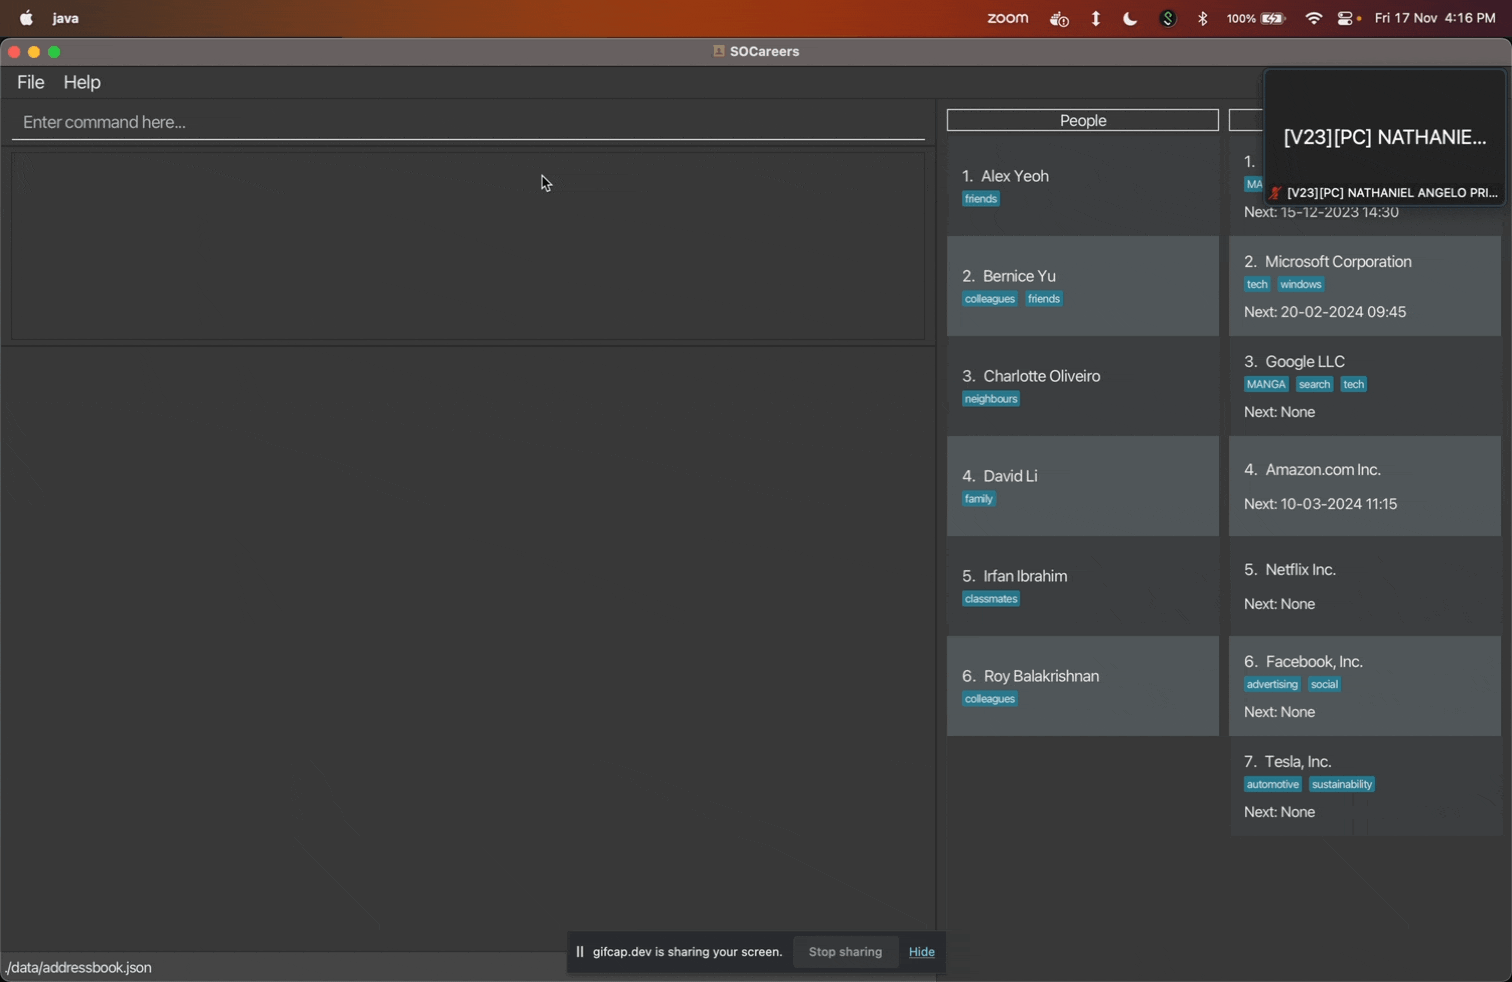 java
zoom
100%
Fri 17 Nov 4:16 PM
SOCareers
File Help
Enter command here...
People
1. Alex Yeoh
friends
2. Bernice Yu
colleagues friends
3. Charlotte Oliveiro
neighbours
4. David Li
family
5. Irfan Ibrahim
classmates
6. Roy Balakrishnan
colleagues
[V23][PC] NATHANIE...
[V23][PC] NATHANIEL ANGELO PRI...
1.
MA
Next: 15-12-2023 14:30
2. Microsoft Corporation
tech windows
Next: 20-02-2024 09:45
3. Google LLC
MANGA search tech
Next: None
4. Amazon.com Inc.
Next: 10-03-2024 11:15
5. Netflix Inc.
Next: None
6. Facebook, Inc.
advertising social
Next: None
7. Tesla, Inc.
automotive sustainability
Next: None
gifcap.dev is sharing your screen. Stop sharing Hide
./data/addressbook.json